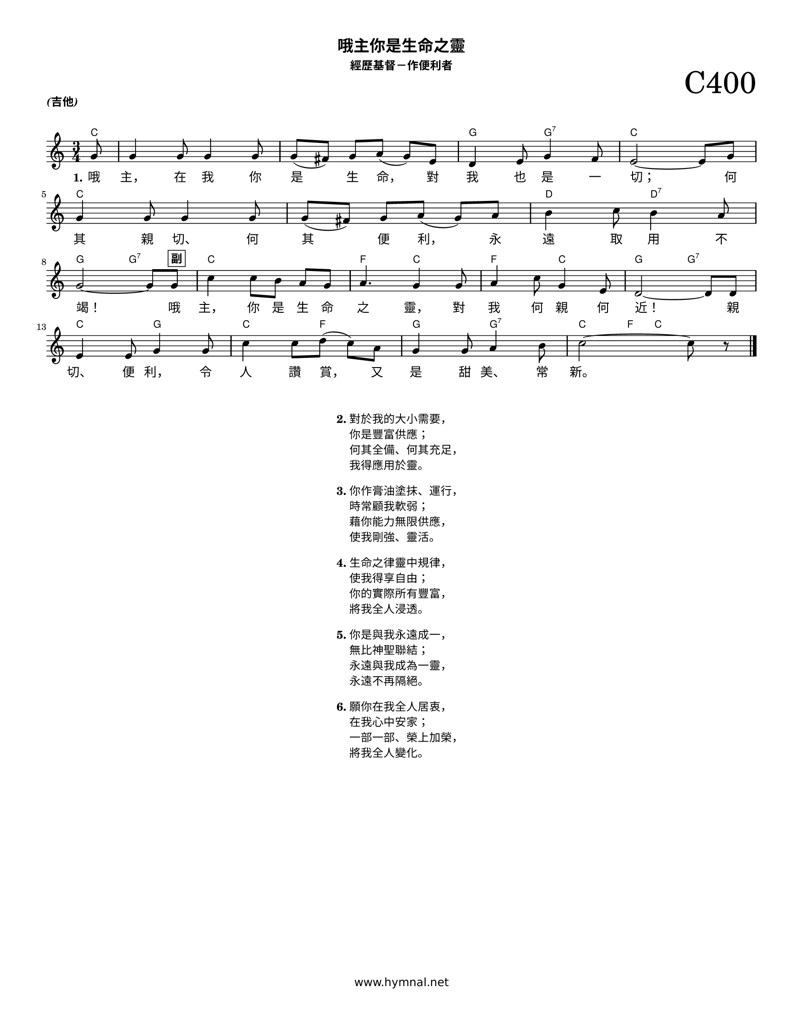 哦主你是生命之靈
經歷基督－作便利者
C400
(吉他)
C G G7 C
1. 哦 主， 在 我 你 是 生 命， 對 我 也 是 一 切； 何
5 C D D7
其 親 切、 何 其 便 利， 永 遠 取 用 不
8 G G7 副 C F C F C G G7
竭！ 哦 主， 你 是 生 命 之 靈， 對 我 何 親 何 近！ 親
13 C G C F G G7 C F C
切、 便 利， 令 人 讚 賞， 又 是 甜 美、 常 新。
2. 對於我的大小需要，
你是豐富供應；
何其全備、何其充足，
我得應用於靈。
3. 你作膏油塗抹、運行，
時常顧我軟弱；
藉你能力無限供應，
使我剛強、靈活。
4. 生命之律靈中規律，
使我得享自由；
你的實際所有豐富，
將我全人浸透。
5. 你是與我永遠成一，
無比神聖聯結；
永遠與我成為一靈，
永遠不再隔絕。
6. 願你在我全人居衷，
在我心中安家；
一部一部、榮上加榮，
將我全人變化。
www.hymnal.net